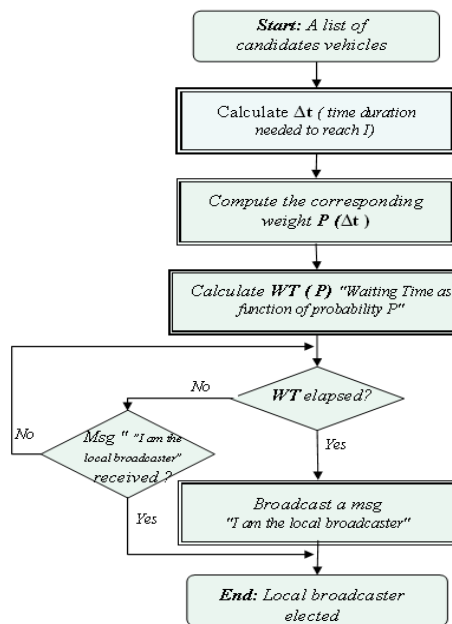 Start: A list of
candidates vehicles
Calculate Δt ( time duration
needed to reach I)
Compute the corresponding
weight P (Δt )
Calculate WT ( P) "Waiting Time as
function of probability P"
No
WT elapsed?
No
Msg " "I am the
local broadcaster"
received ?
Yes
Broadcast a msg
"I am the local broadcaster"
Yes
End: Local broadcaster
elected